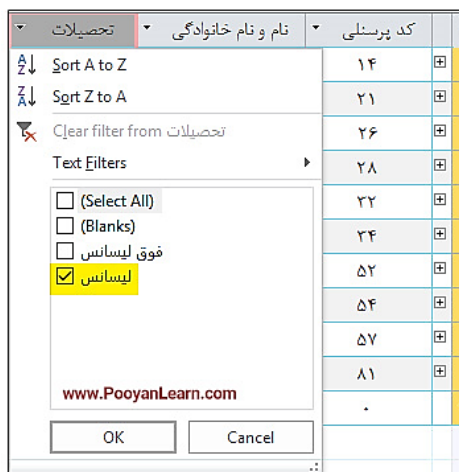 کد پرسنلی نام و نام خانوادگی تحصیلات
۱۴
۲۱
۲۶
۲۸
۳۲
۳۴
۵۲
۵۴
۵۷
۸۱
۰
Sort A to Z
Sort Z to A
Clear filter from تحصیلات
Text Filters
(Select All)
(Blanks)
فوق لیسانس
لیسانس
www.PooyanLearn.com
OK Cancel